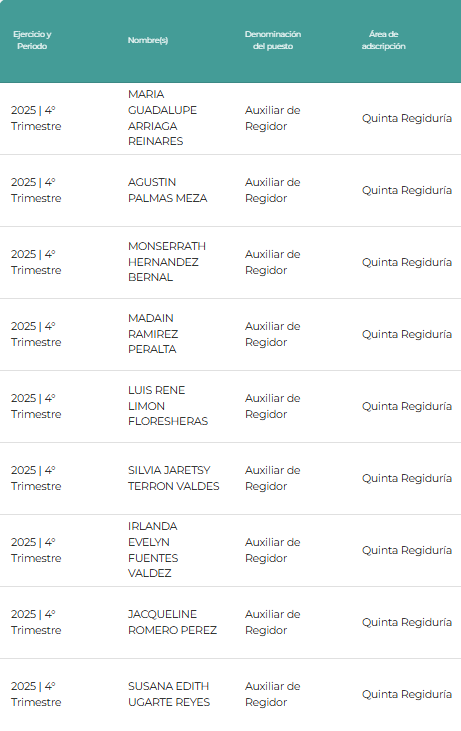 Ejercicio y
Periodo
Nombre(s)
Denominación
del puesto
Área de
adscripción
2025 | 4°
Trimestre
MARIA
GUADALUPE
ARRIAGA
REINARES
Auxiliar de
Regidor
Quinta Regiduría
2025 | 4°
Trimestre
AGUSTIN
PALMAS MEZA
Auxiliar de
Regidor
Quinta Regiduría
2025 | 4°
Trimestre
MONSERRATH
HERNANDEZ
BERNAL
Auxiliar de
Regidor
Quinta Regiduría
2025 | 4°
Trimestre
MADAIN
RAMIREZ
PERALTA
Auxiliar de
Regidor
Quinta Regiduría
2025 | 4°
Trimestre
LUIS RENE
LIMON
FLORESHERAS
Auxiliar de
Regidor
Quinta Regiduría
2025 | 4°
Trimestre
SILVIA JARETSY
TERRON VALDES
Auxiliar de
Regidor
Quinta Regiduría
2025 | 4°
Trimestre
IRLANDA
EVELYN
FUENTES
VALDEZ
Auxiliar de
Regidor
Quinta Regiduría
2025 | 4°
Trimestre
JACQUELINE
ROMERO PEREZ
Auxiliar de
Regidor
Quinta Regiduría
2025 | 4°
Trimestre
SUSANA EDITH
UGARTE REYES
Auxiliar de
Regidor
Quinta Regiduría